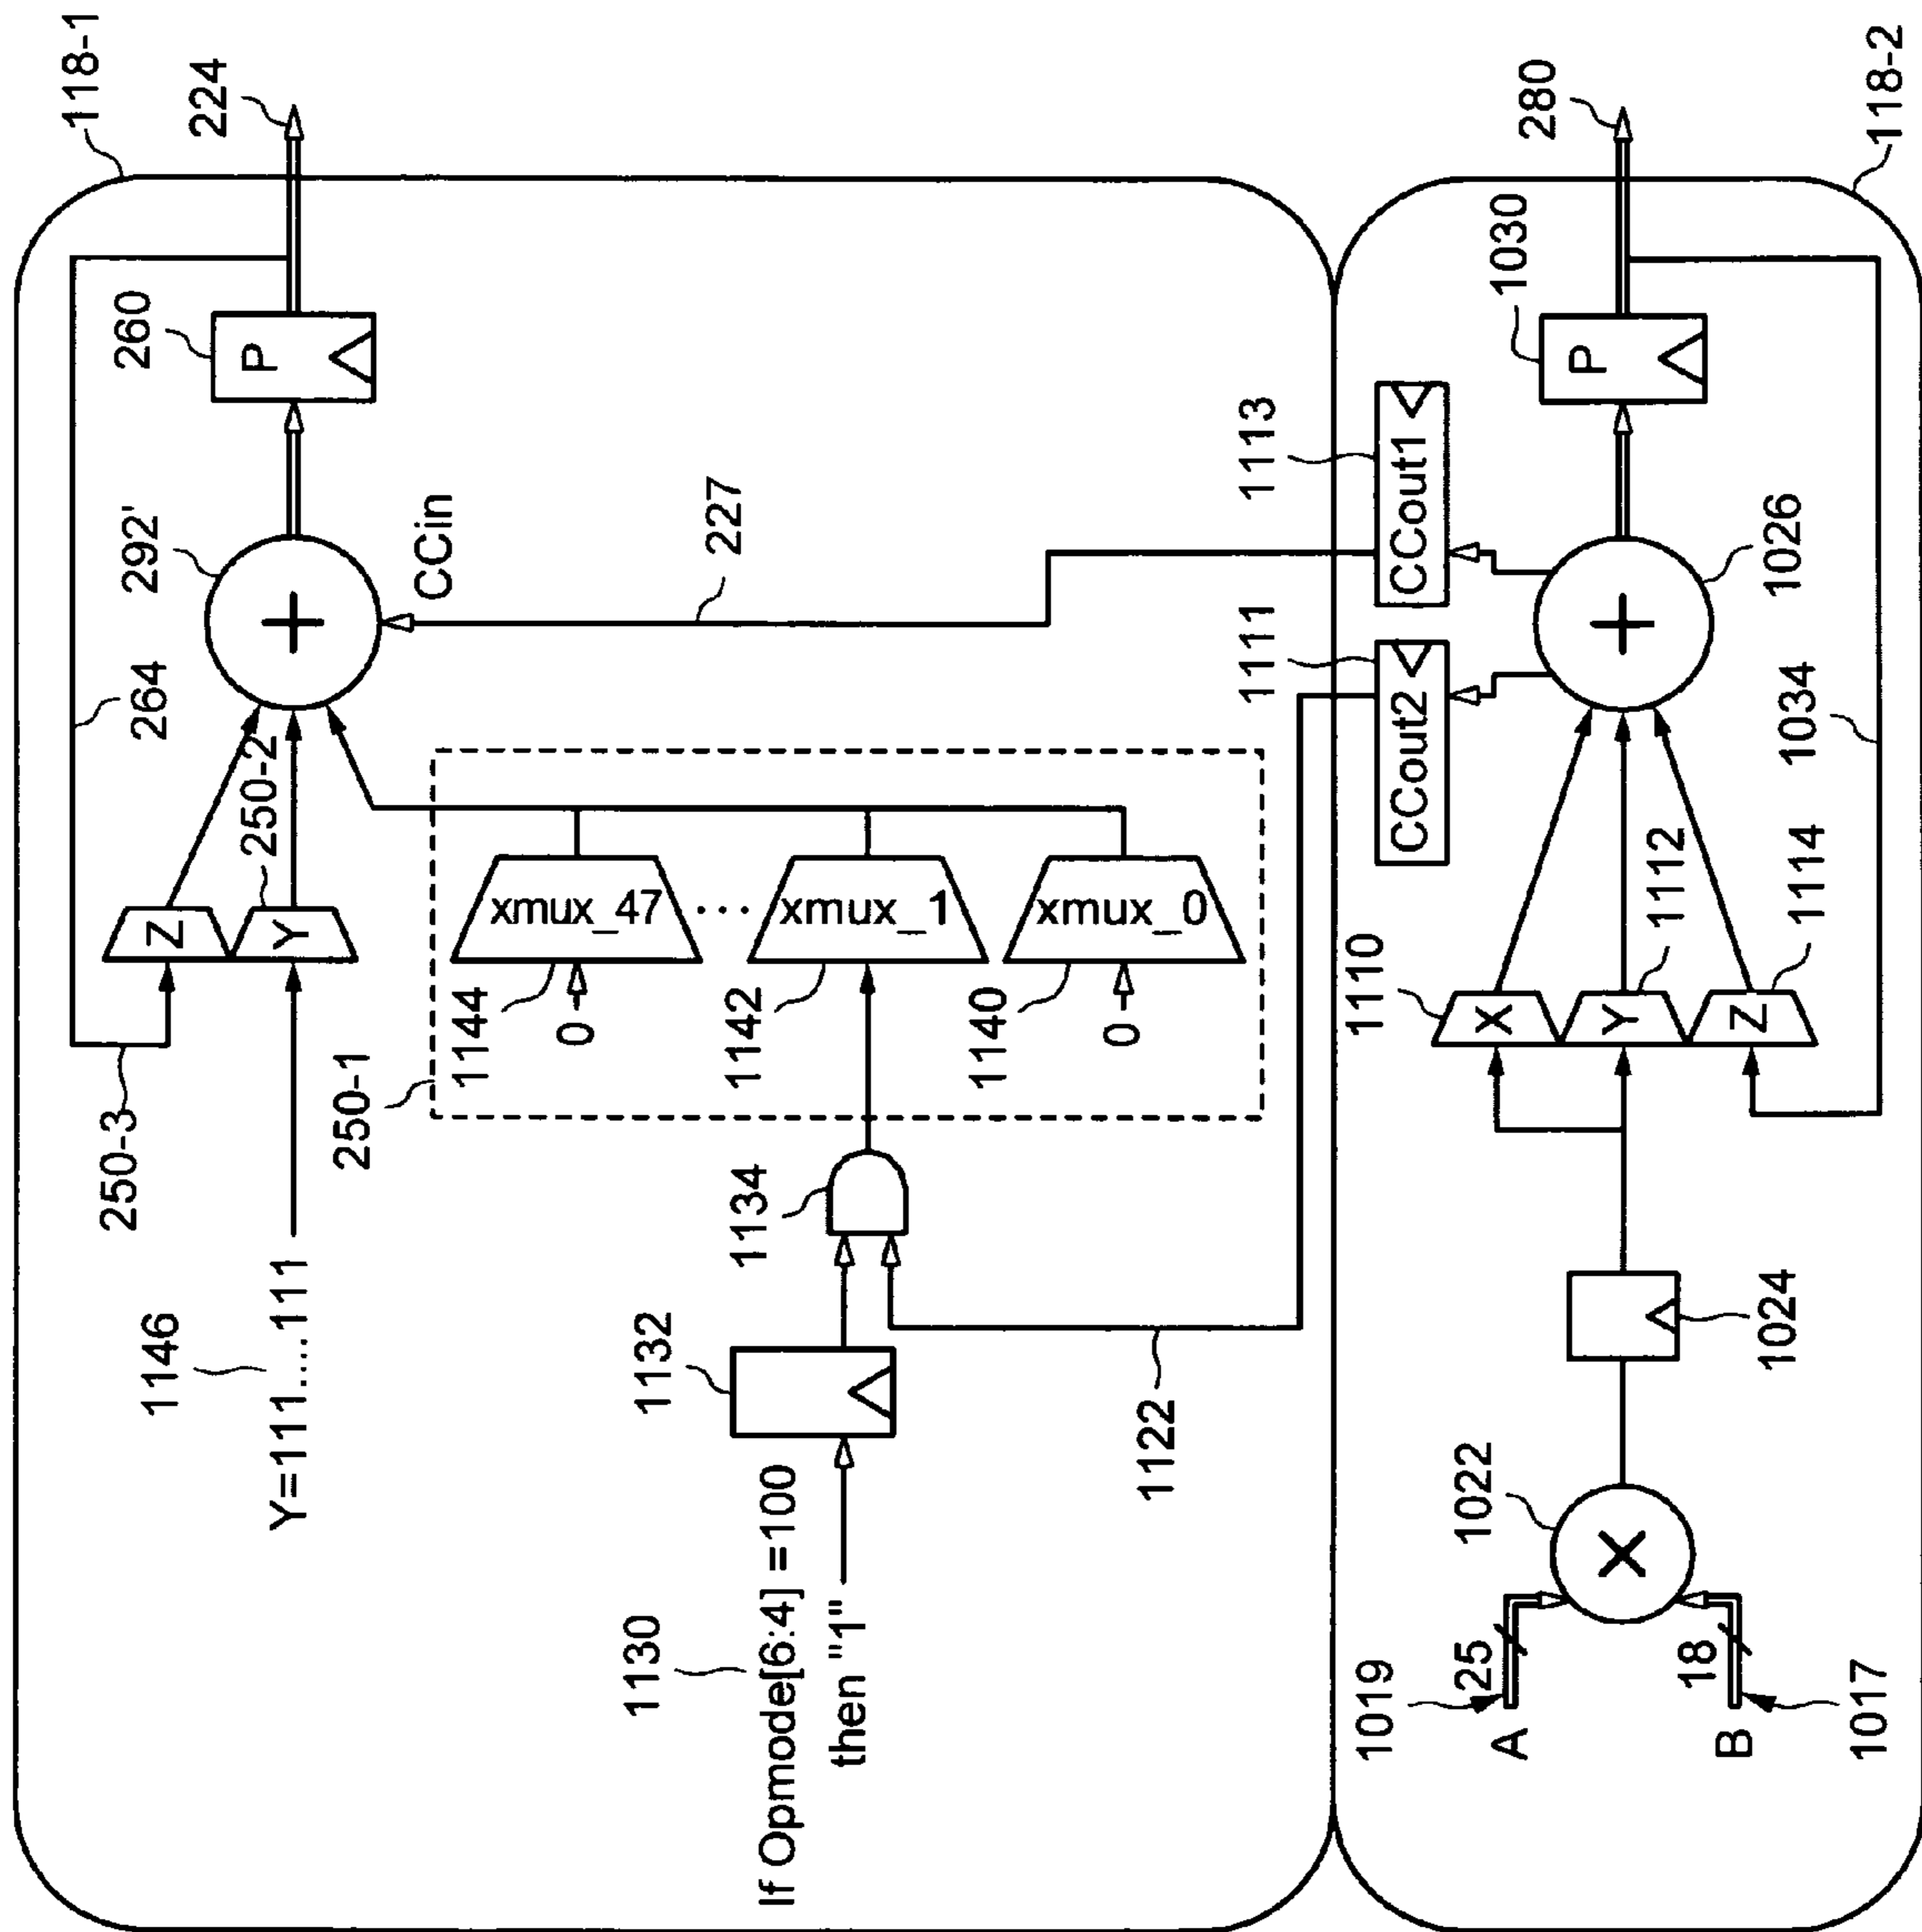 118-1
224
260
P
292'
+
264
CCin
227
Z
Y
250-2
250-3
1146
Y=111....111
250-1
xmux_47
...
xmux_1
xmux_0
1144
1142
1140
0
0
1134
1132
1130
If Opmode[6:4] =100
then "1"
1122
1113
CCout1
1111
CCout2
118-2
280
1030
P
+
1026
1034
1110
X
Y
Z
1112
1114
1024
1022
×
1019
25
A
18
B
1017